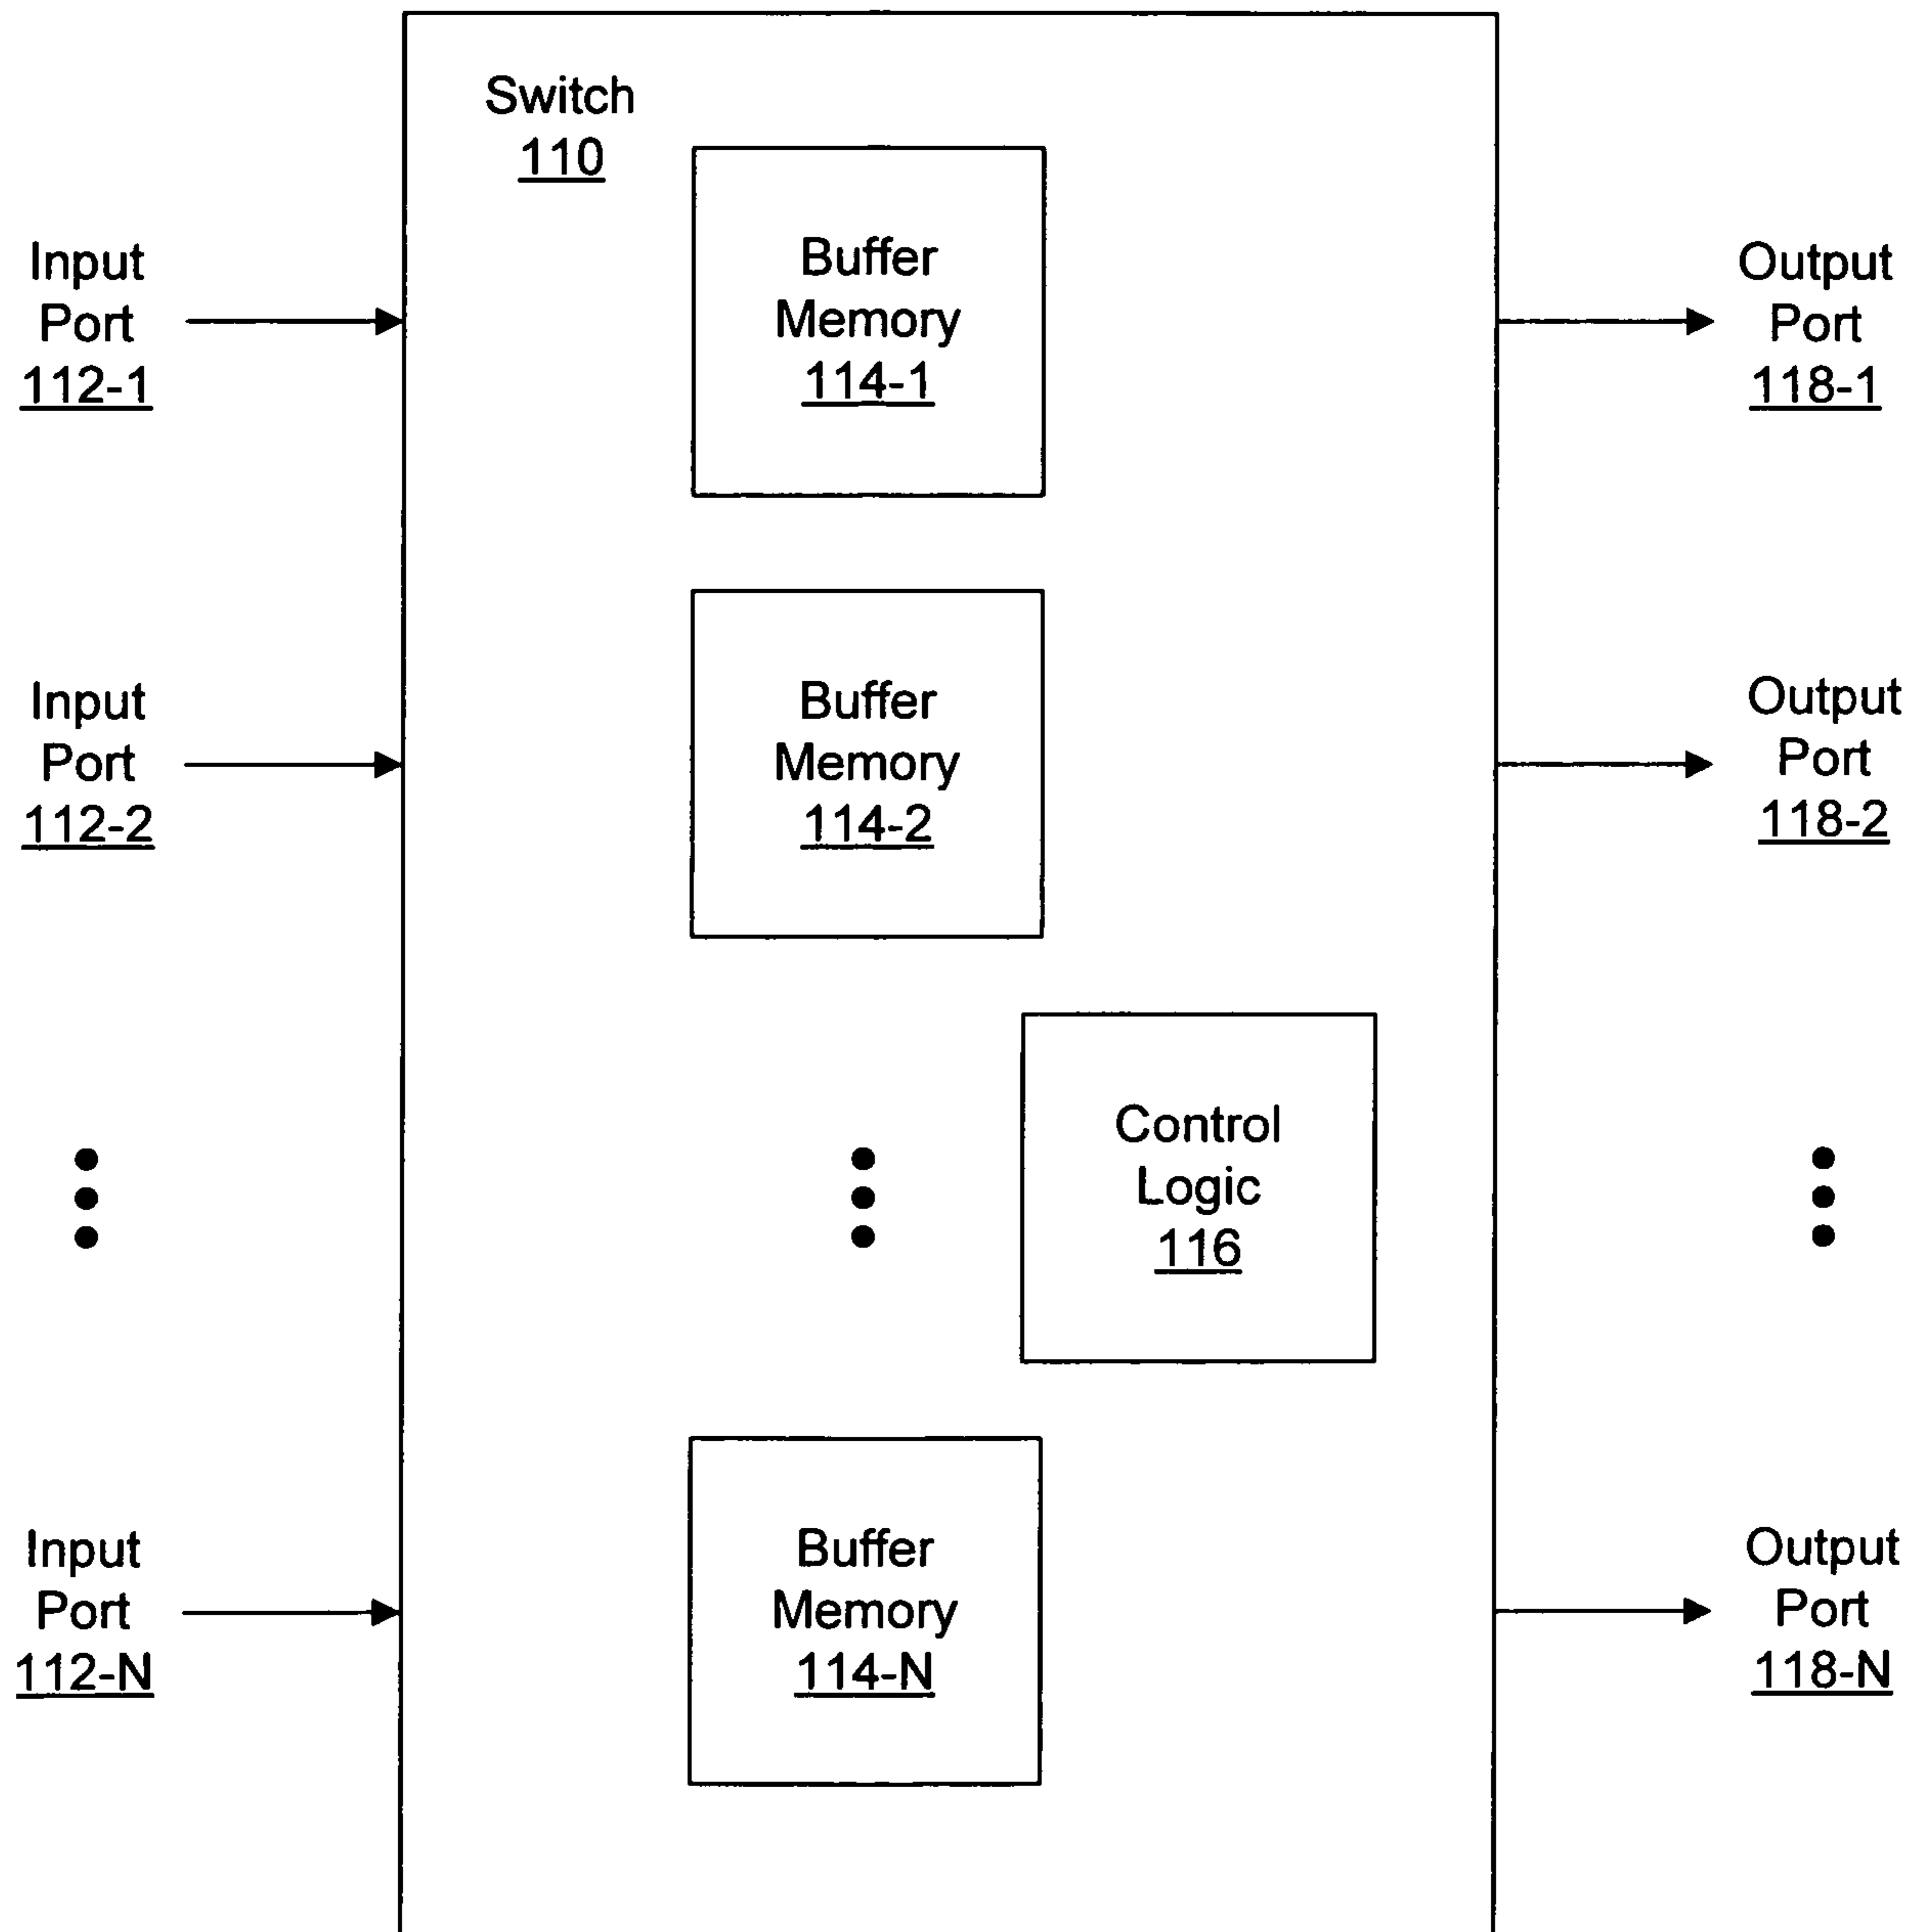 Switch
110
Input
Port
112-1
Buffer
Memory
114-1
Output
Port
118-1
Input
Port
112-2
Buffer
Memory
114-2
Output
Port
118-2
Control
Logic
116
Input
Port
112-N
Buffer
Memory
114-N
Output
Port
118-N